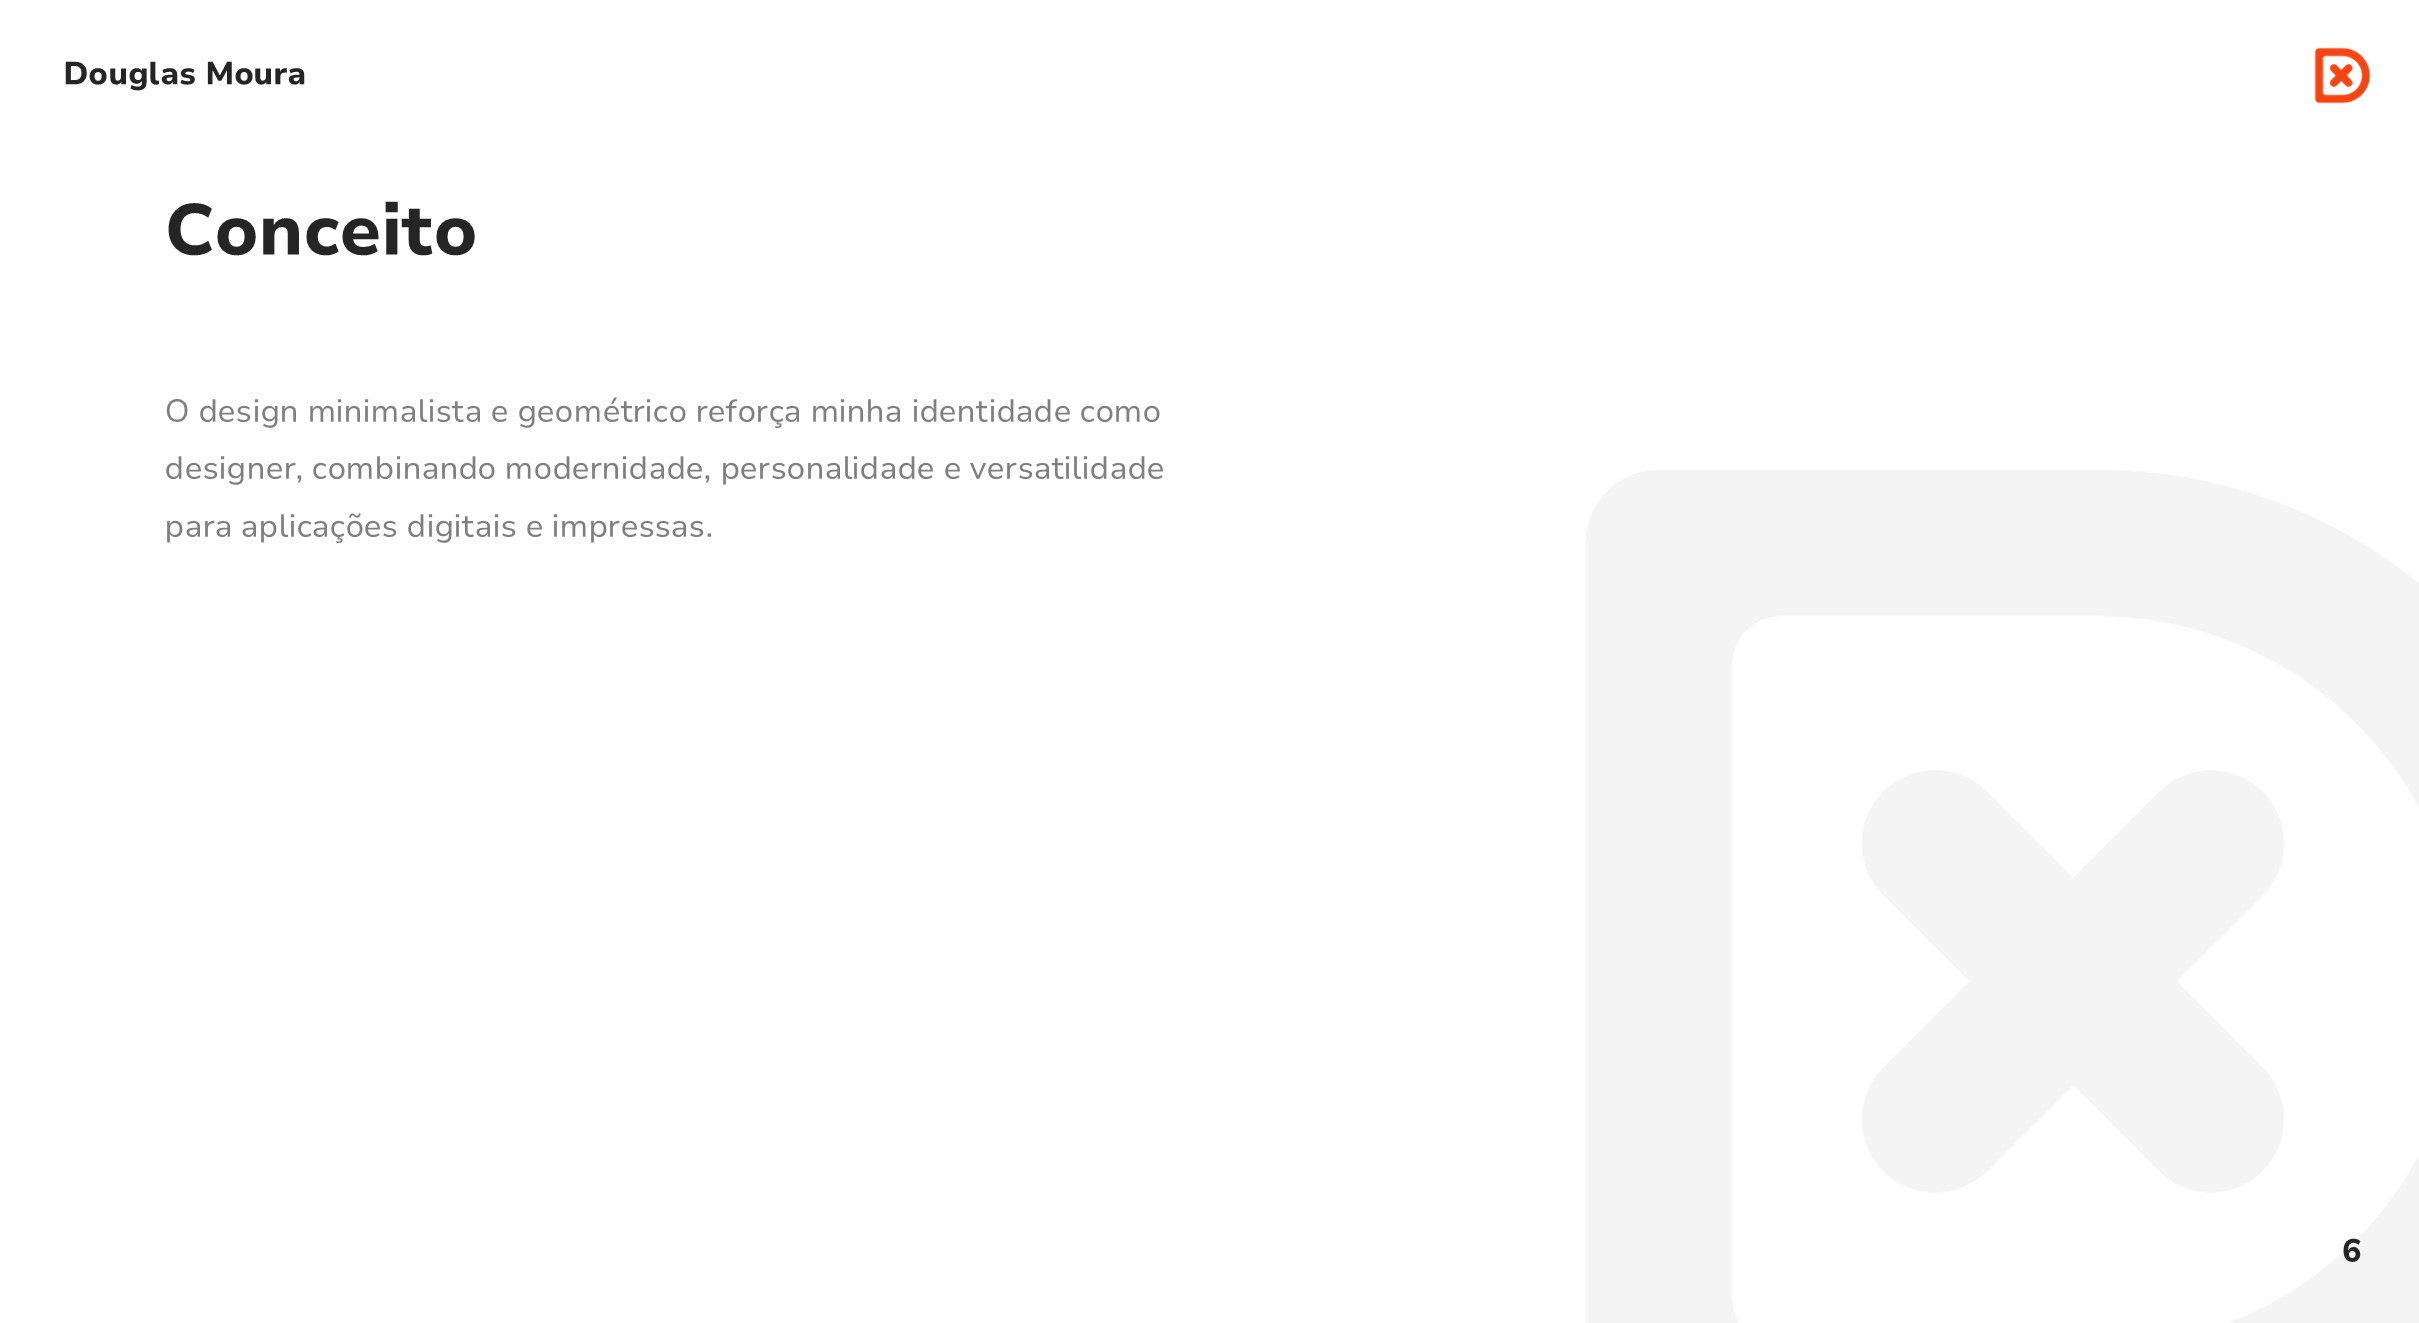 Douglas Moura
Conceito
O design minimalista e geométrico reforça minha identidade como
designer, combinando modernidade, personalidade e versatilidade
para aplicações digitais e impressas.
6